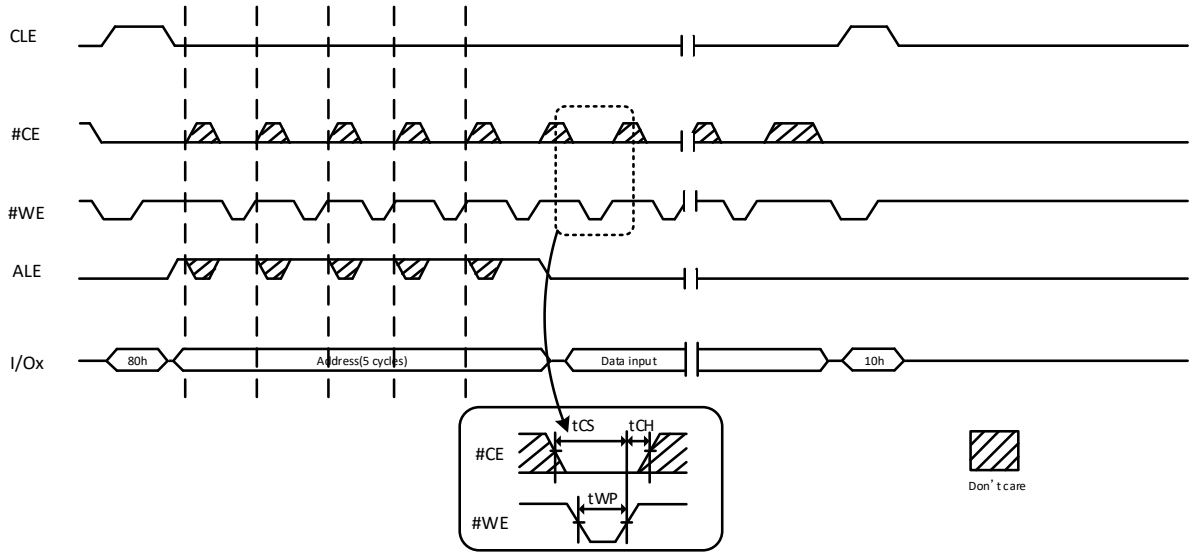 CLE
#CE
#WE
ALE
I/Ox
80h
Address(5 cycles)
Data input
10h
tCS
tCH
#CE
tWP
#WE
Don't care